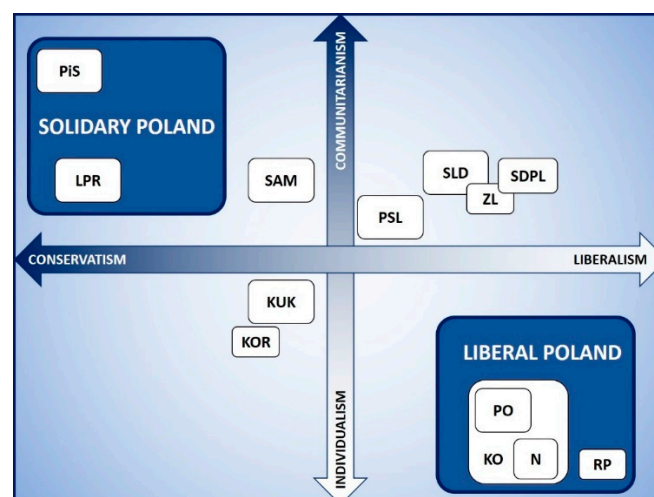 PiS
SOLIDARY POLAND
LPR
SAM
COMMUNITARIANISM
SLD
SDPL
ZL
PSL
CONSERVATISM
LIBERALISM
KUK
KOR
INDIVIDUALISM
LIBERAL POLAND
PO
KO
N
RP